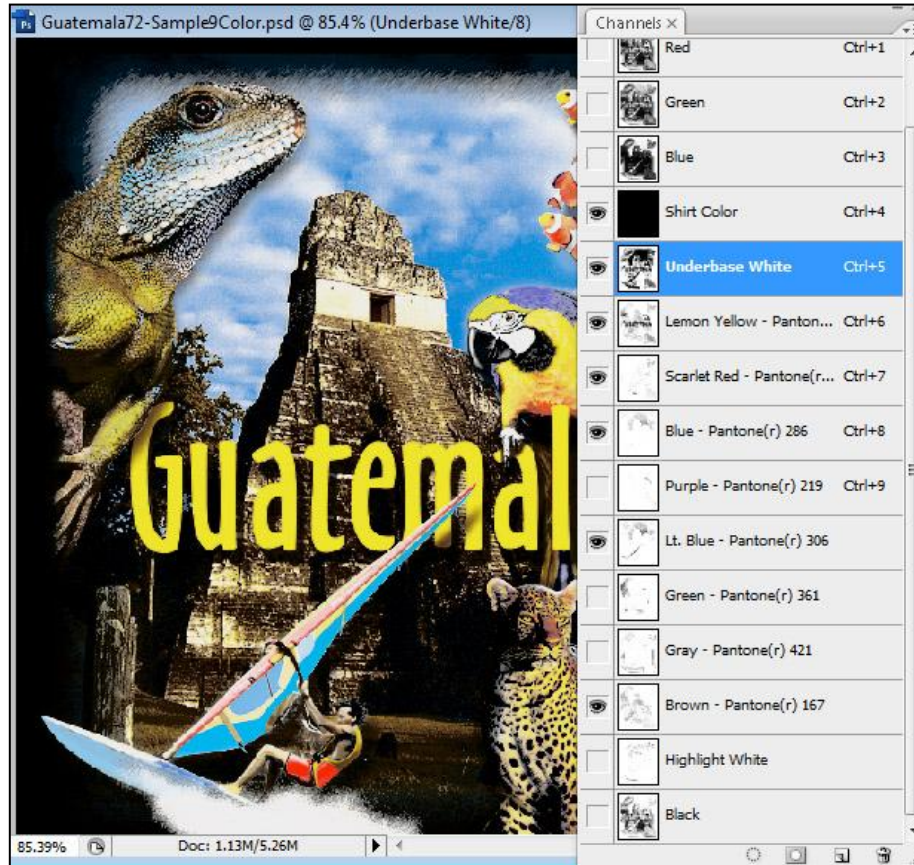 Guatemala72-Sample9Color.psd @ 85.4% (Underbase White/8)
Guatemal
85.39%
Doc: 1.13M/5.26M
Channels ×
Red Ctrl+1
Green Ctrl+2
Blue Ctrl+3
Shirt Color Ctrl+4
Underbase White Ctrl+5
Lemon Yellow - Panton... Ctrl+6
Scarlet Red - Pantone(r... Ctrl+7
Blue - Pantone(r) 286 Ctrl+8
Purple - Pantone(r) 219 Ctrl+9
Lt. Blue - Pantone(r) 306
Green - Pantone(r) 361
Gray - Pantone(r) 421
Brown - Pantone(r) 167
Highlight White
Black